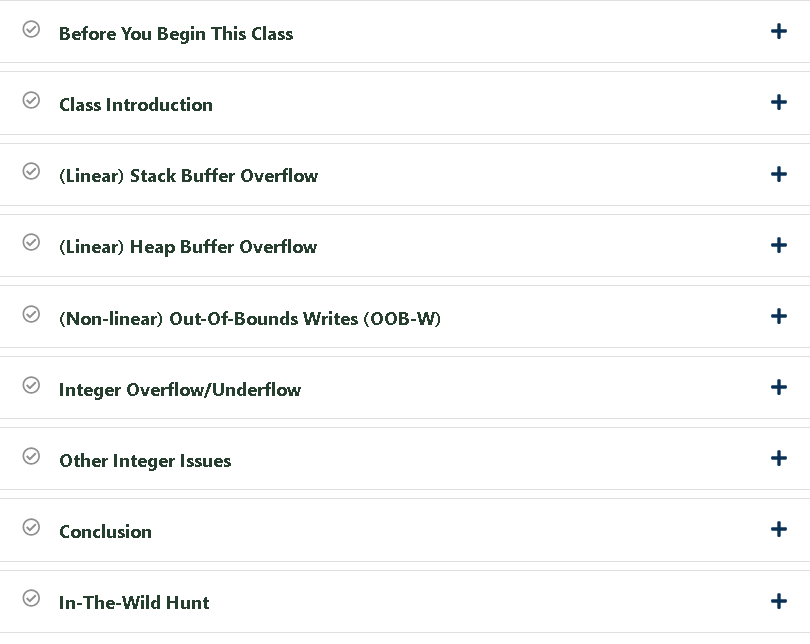 Before You Begin This Class
Class Introduction
(Linear) Stack Buffer Overflow
(Linear) Heap Buffer Overflow
(Non-linear) Out-Of-Bounds Writes (OOB-W)
Integer Overflow/Underflow
Other Integer Issues
Conclusion
In-The-Wild Hunt